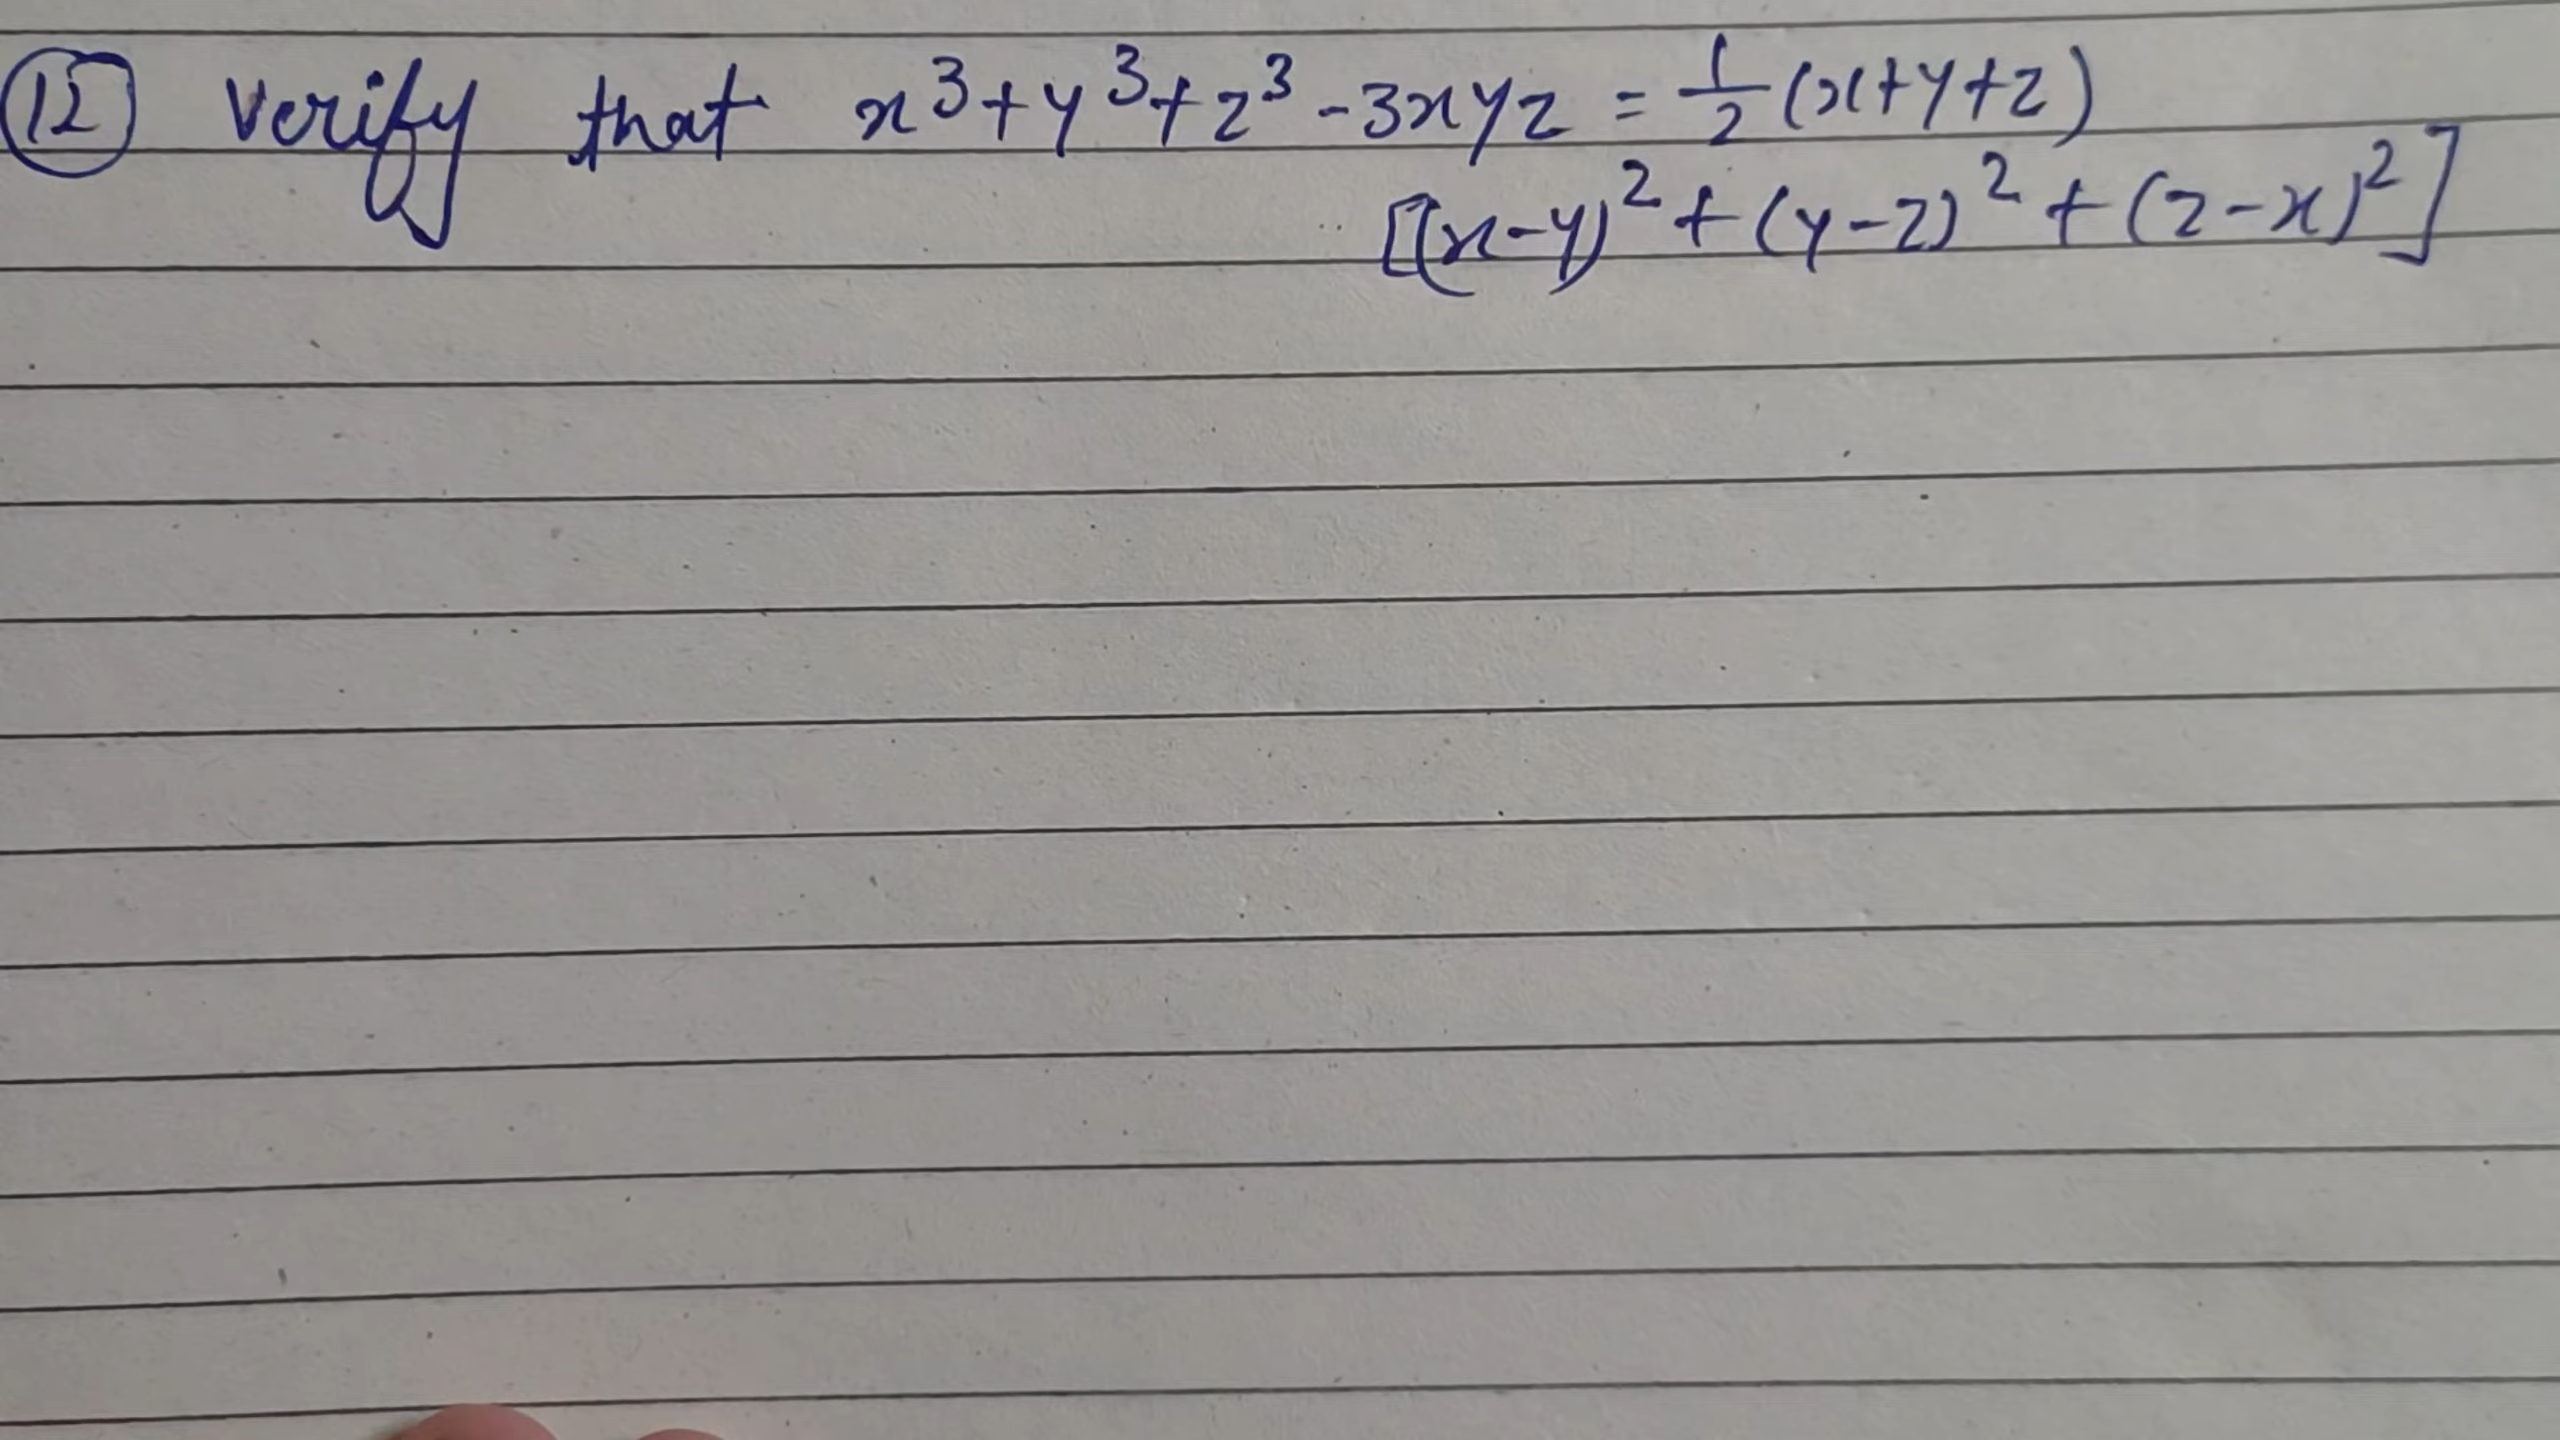 ⑫ Verify that x³+y³+z³-3xyz = ½(x+y+z)
[(x-y)²+(y-z)²+(z-x)²]